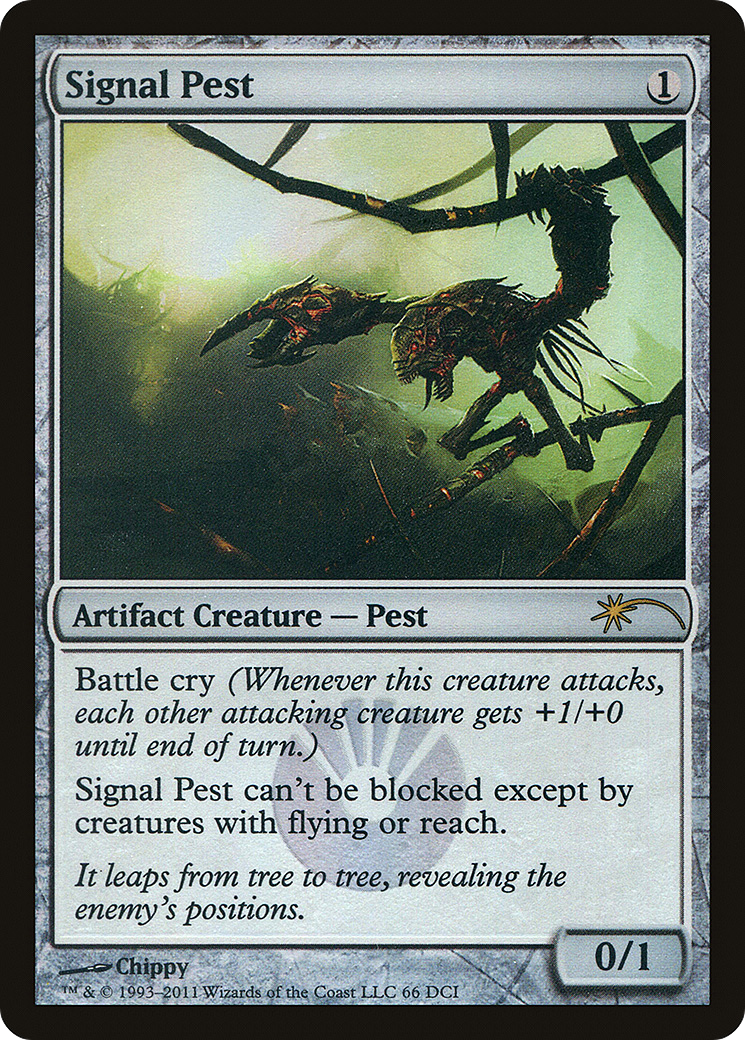 Signal Pest 1
Artifact Creature — Pest
Battle cry (Whenever this creature attacks,
each other attacking creature gets +1/+0
until end of turn.)
Signal Pest can't be blocked except by
creatures with flying or reach.
It leaps from tree to tree, revealing the
enemy's positions.
0/1
Chippy
™ & © 1993–2011 Wizards of the Coast LLC 66 DCI